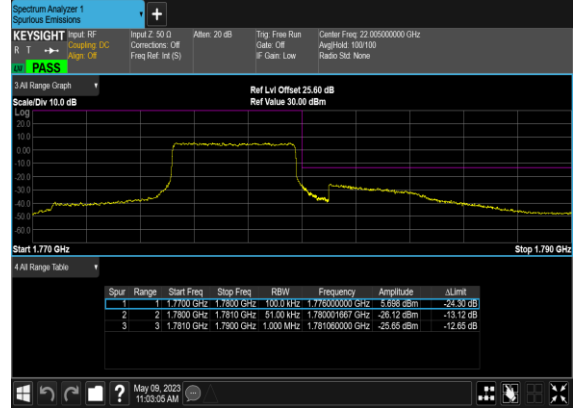 Spectrum Analyzer 1
Spurious Emissions
+
KEYSIGHT Input: RF Input Z: 50 Ω Atten: 20 dB Trig: Free Run Center Freq: 22.005000000 GHz
R T Coupling: DC Corrections: Off Gate: Off Avg|Hold: 100/100
Align: Off Freq Ref: Int (S) IF Gain: Low Radio Std: None
PASS
3 All Range Graph
Ref Lvl Offset 25.60 dB
Scale/Div 10.0 dB Ref Value 30.00 dBm
Log
20.0
10.0
0.00
-10.0
-20.0
-30.0
-40.0
-50.0
-60.0
Start 1.770 GHz Stop 1.790 GHz
4 All Range Table
Spur Range Start Freq Stop Freq RBW Frequency Amplitude ΔLimit
1 1 1.7700 GHz 1.7800 GHz 100.0 kHz 1.776000000 GHz 5.698 dBm -24.30 dB
2 2 1.7800 GHz 1.7810 GHz 51.00 kHz 1.780001667 GHz -26.12 dBm -13.12 dB
3 3 1.7810 GHz 1.7900 GHz 1.000 MHz 1.781060000 GHz -25.65 dBm -12.65 dB
? May 09, 2023
11:03:05 AM